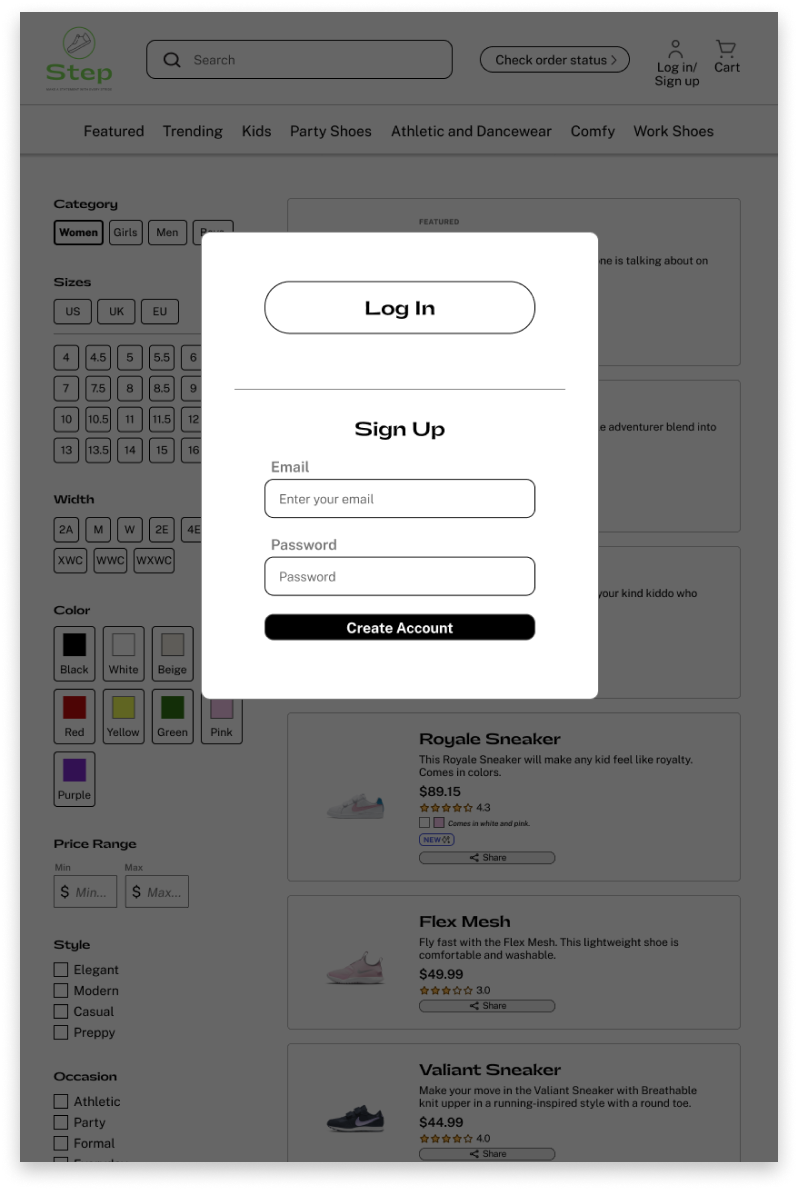 Step
Search
Check order status
Log in/
Sign up
Cart
Featured Trending Kids Party Shoes Athletic and Dancewear Comfy Work Shoes
Category
Women Girls Men
Sizes
US UK EU
4 4.5 5 5.5 6
7 7.5 8 8.5 9
10 10.5 11 11.5 12
13 13.5 14 15 16
Width
2A M W 2E 4E
XWC WWC WXWC
Color
Black White Beige
Red Yellow Green Pink
Purple
Price Range
Min Max
$ Min... $ Max...
Style
Elegant
Modern
Casual
Preppy
Occasion
Athletic
Party
Formal
Log In
Sign Up
Email
Enter your email
Password
Password
Create Account
FEATURED
is talking about on
adventurer blend into
your kind kiddo who
Royale Sneaker
This Royale Sneaker will make any kid feel like royalty.
Comes in colors.
$89.15
4.3
Comes in white and pink.
NEW
Share
Flex Mesh
Fly fast with the Flex Mesh. This lightweight shoe is
comfortable and washable.
$49.99
3.0
Share
Valiant Sneaker
Make your move in the Valiant Sneaker with Breathable
knit upper in a running-inspired style with a round toe.
$44.99
4.0
Share